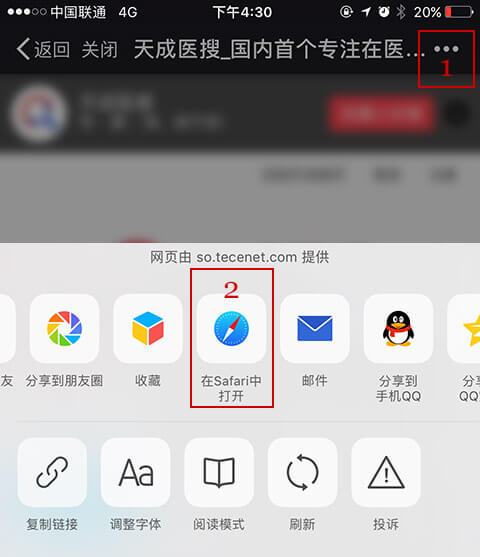 中国联通 4G 下午4:30 20%
返回 关闭 天成医搜_国内首个专注在医... •••
1
网页由 so.tecenet.com 提供
2
友 分享到朋友圈 收藏 在Safari中打开 邮件 分享到手机QQ 分享 QQ
复制链接 调整字体 阅读模式 刷新 投诉